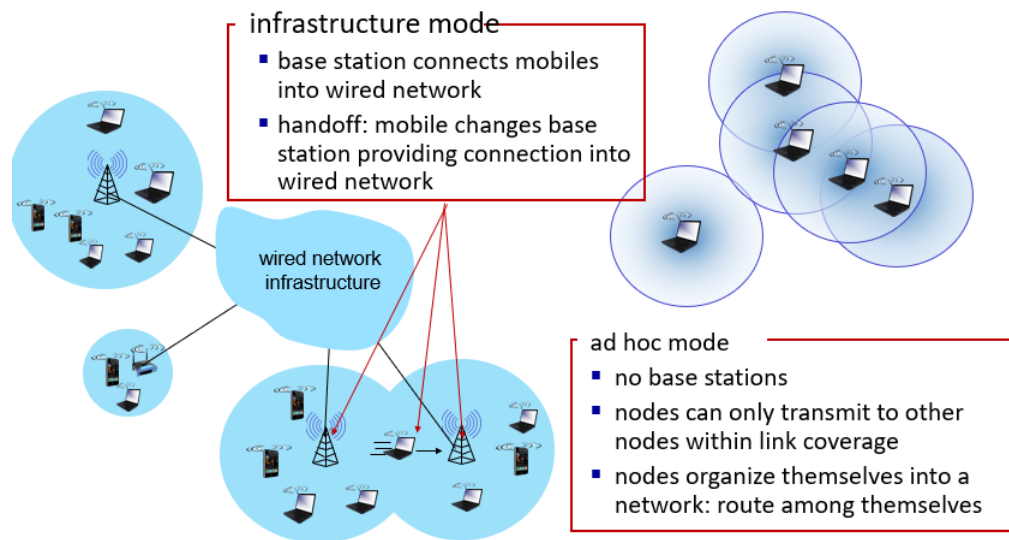 infrastructure mode
▪ base station connects mobiles
into wired network
▪ handoff: mobile changes base
station providing connection into
wired network
wired network
infrastructure
ad hoc mode
▪ no base stations
▪ nodes can only transmit to other
nodes within link coverage
▪ nodes organize themselves into a
network: route among themselves